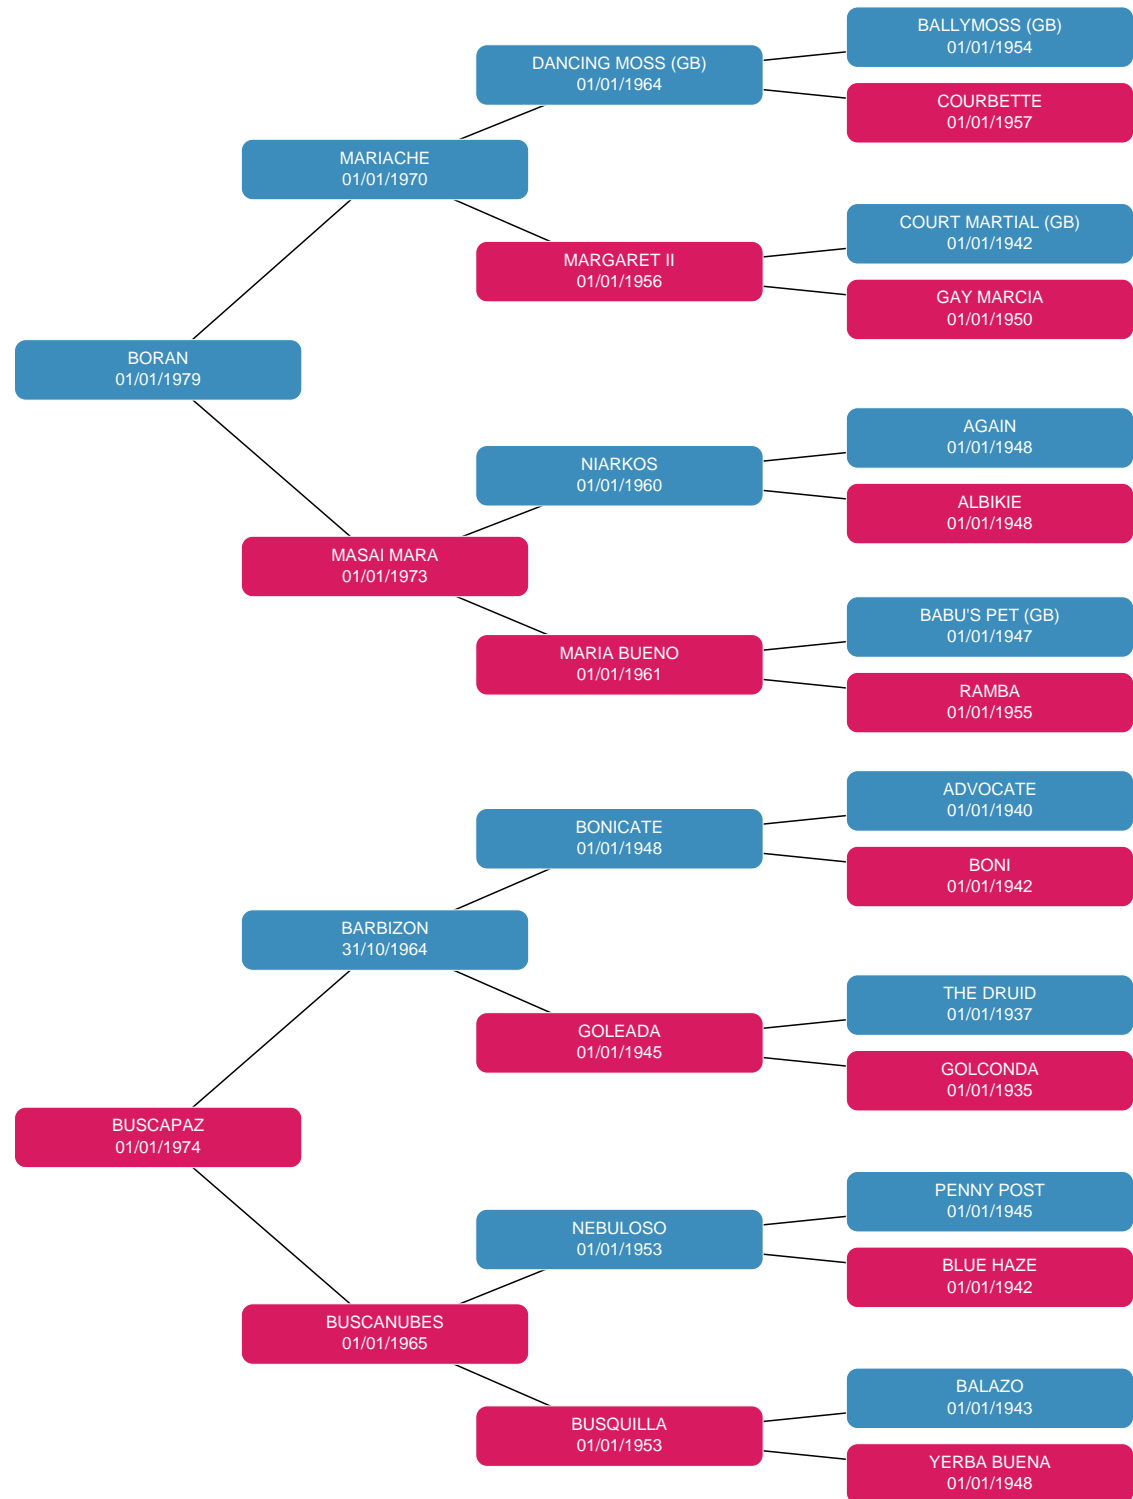 BALLYMOSS (GB)
01/01/1954
DANCING MOSS (GB)
01/01/1964
COURBETTE
01/01/1957
MARIACHE
01/01/1970
COURT MARTIAL (GB)
01/01/1942
MARGARET II
01/01/1956
GAY MARCIA
01/01/1950
BORAN
01/01/1979
AGAIN
01/01/1948
NIARKOS
01/01/1960
ALBIKIE
01/01/1948
MASAI MARA
01/01/1973
BABU'S PET (GB)
01/01/1947
MARIA BUENO
01/01/1961
RAMBA
01/01/1955
ADVOCATE
01/01/1940
BONICATE
01/01/1948
BONI
01/01/1942
BARBIZON
31/10/1964
THE DRUID
01/01/1937
GOLEADA
01/01/1945
GOLCONDA
01/01/1935
BUSCAPAZ
01/01/1974
PENNY POST
01/01/1945
NEBULOSO
01/01/1953
BLUE HAZE
01/01/1942
BUSCANUBES
01/01/1965
BALAZO
01/01/1943
BUSQUILLA
01/01/1953
YERBA BUENA
01/01/1948